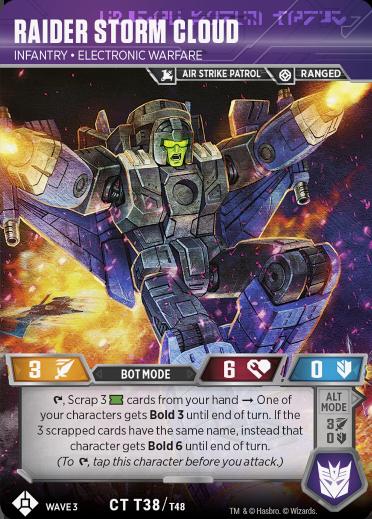 RAIDER STORM CLOUD
INFANTRY • ELECTRONIC WARFARE
AIR STRIKE PATROL RANGED
3 BOT MODE 6 0
, Scrap 3 cards from your hand → One of
your characters gets Bold 3 until end of turn. If the
3 scrapped cards have the same name, instead that
character gets Bold 6 until end of turn.
(To , tap this character before you attack.)
ALT
MODE
3
0
WAVE 3 CT T38/T48 TM & © Hasbro. © Wizards.